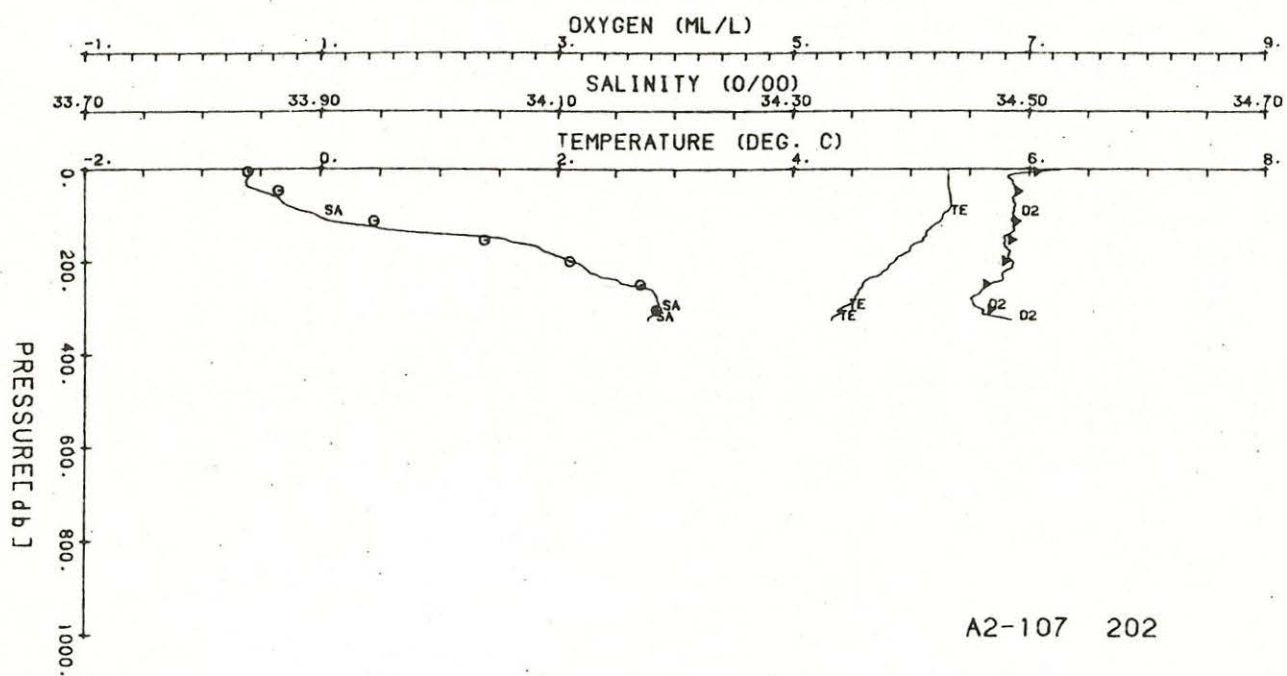 OXYGEN (ML/L)
-1. 1. 3. 5. 7. 9.
SALINITY (0/00)
33.70 33.90 34.10 34.30 34.50 34.70
TEMPERATURE (DEG. C)
-2. 0. 2. 4. 6. 8.
0.
200.
400.
600.
800.
1000.
PRESSURE[db]
SA TE O2
SA TE O2
SA TE O2
A2-107 202